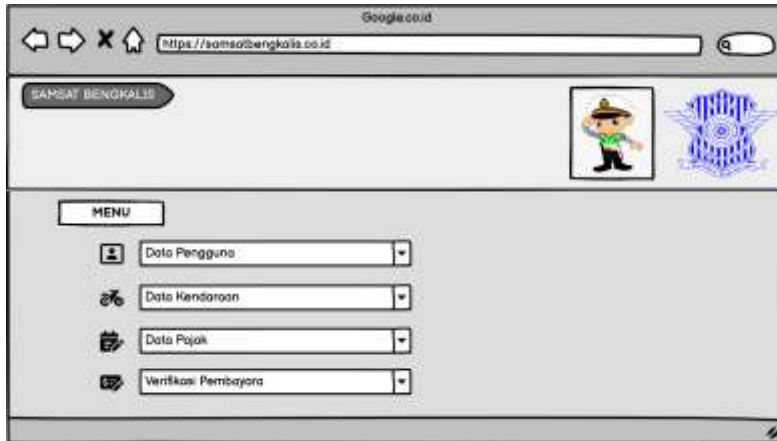 Google.co.id
https://samsatbengkalis.co.id
SAMSAT BENGKALIS
MENU
Data Pengguna
Data Kendaraan
Data Pajak
Verifikasi Pembayara